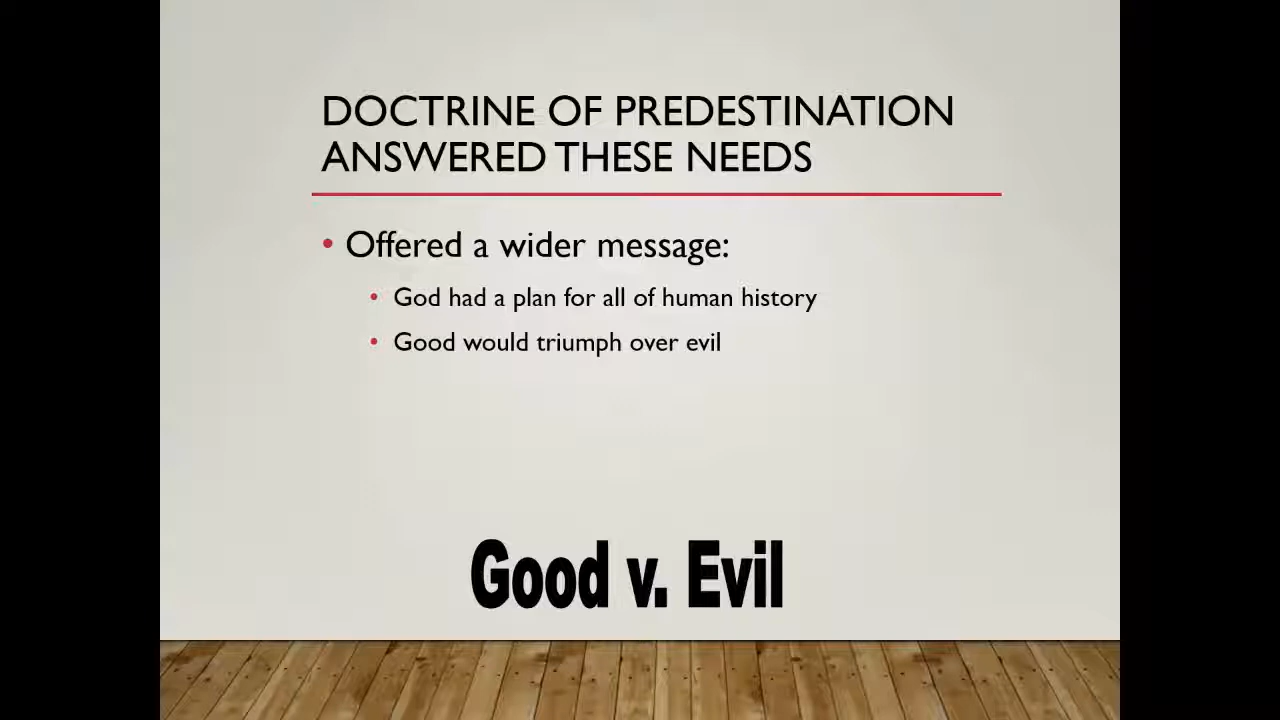 DOCTRINE OF PREDESTINATION
ANSWERED THESE NEEDS
• Offered a wider message:
• God had a plan for all of human history
• Good would triumph over evil
Good v. Evil